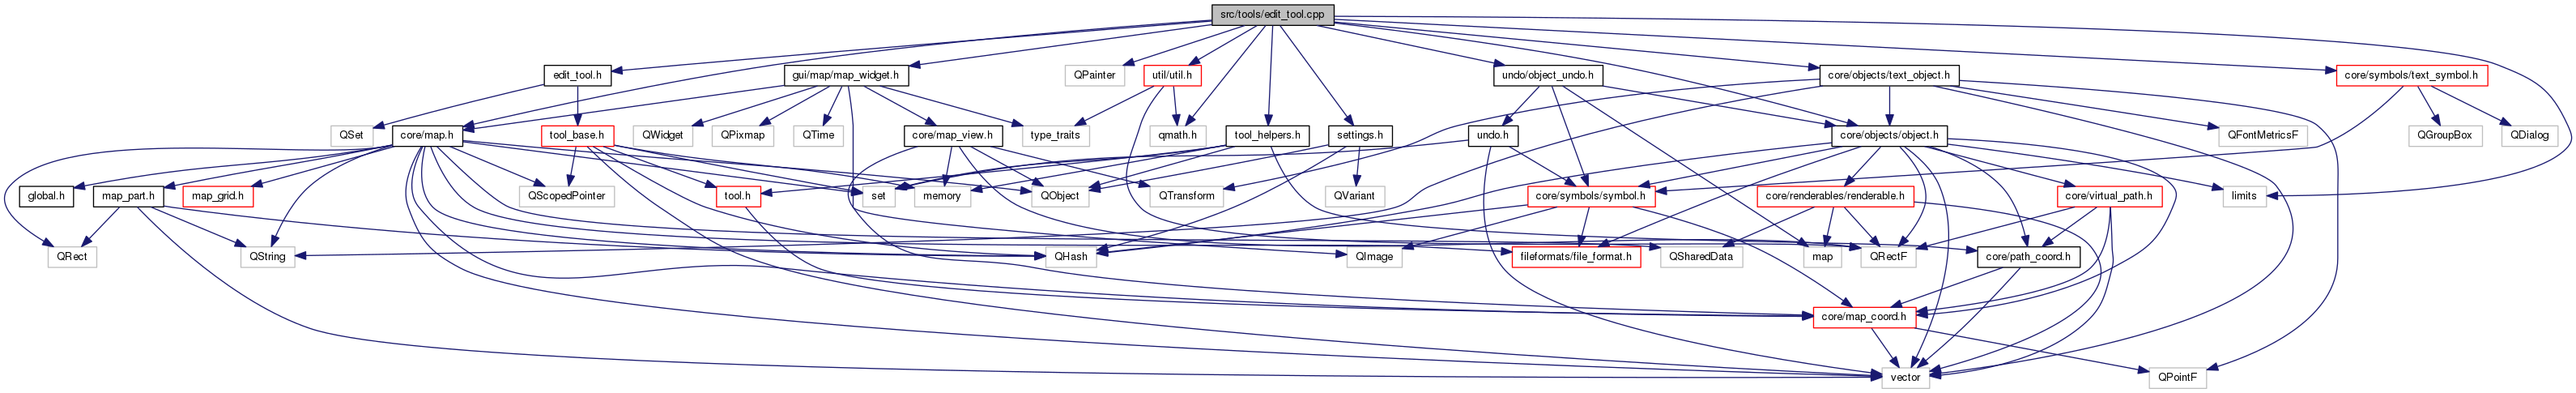 src/tools/edit_tool.cpp
edit_tool.h
gui/map/map_widget.h
QPainter
util/util.h
undo/object_undo.h
core/objects/text_object.h
core/symbols/text_symbol.h
QSet
core/map.h
tool_base.h
QWidget
QPixmap
QTime
core/map_view.h
type_traits
qmath.h
tool_helpers.h
settings.h
undo.h
core/objects/object.h
QFontMetricsF
QGroupBox
QDialog
global.h
map_part.h
map_grid.h
QScopedPointer
tool.h
set
memory
QObject
QTransform
QVariant
core/symbols/symbol.h
core/renderables/renderable.h
core/virtual_path.h
limits
QRect
QString
QHash
QImage
fileformats/file_format.h
QSharedData
map
QRectF
core/path_coord.h
core/map_coord.h
vector
QPointF